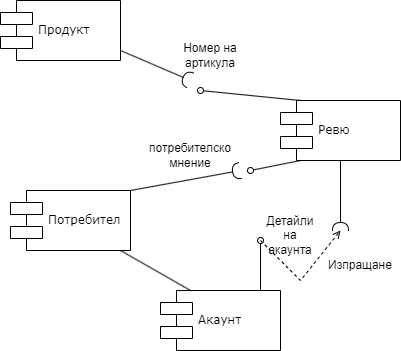 Продукт
Номер на
артикула
Ревю
потребителско
мнение
Потребител
Детайли
на
акаунта
Изпращане
Акаунт